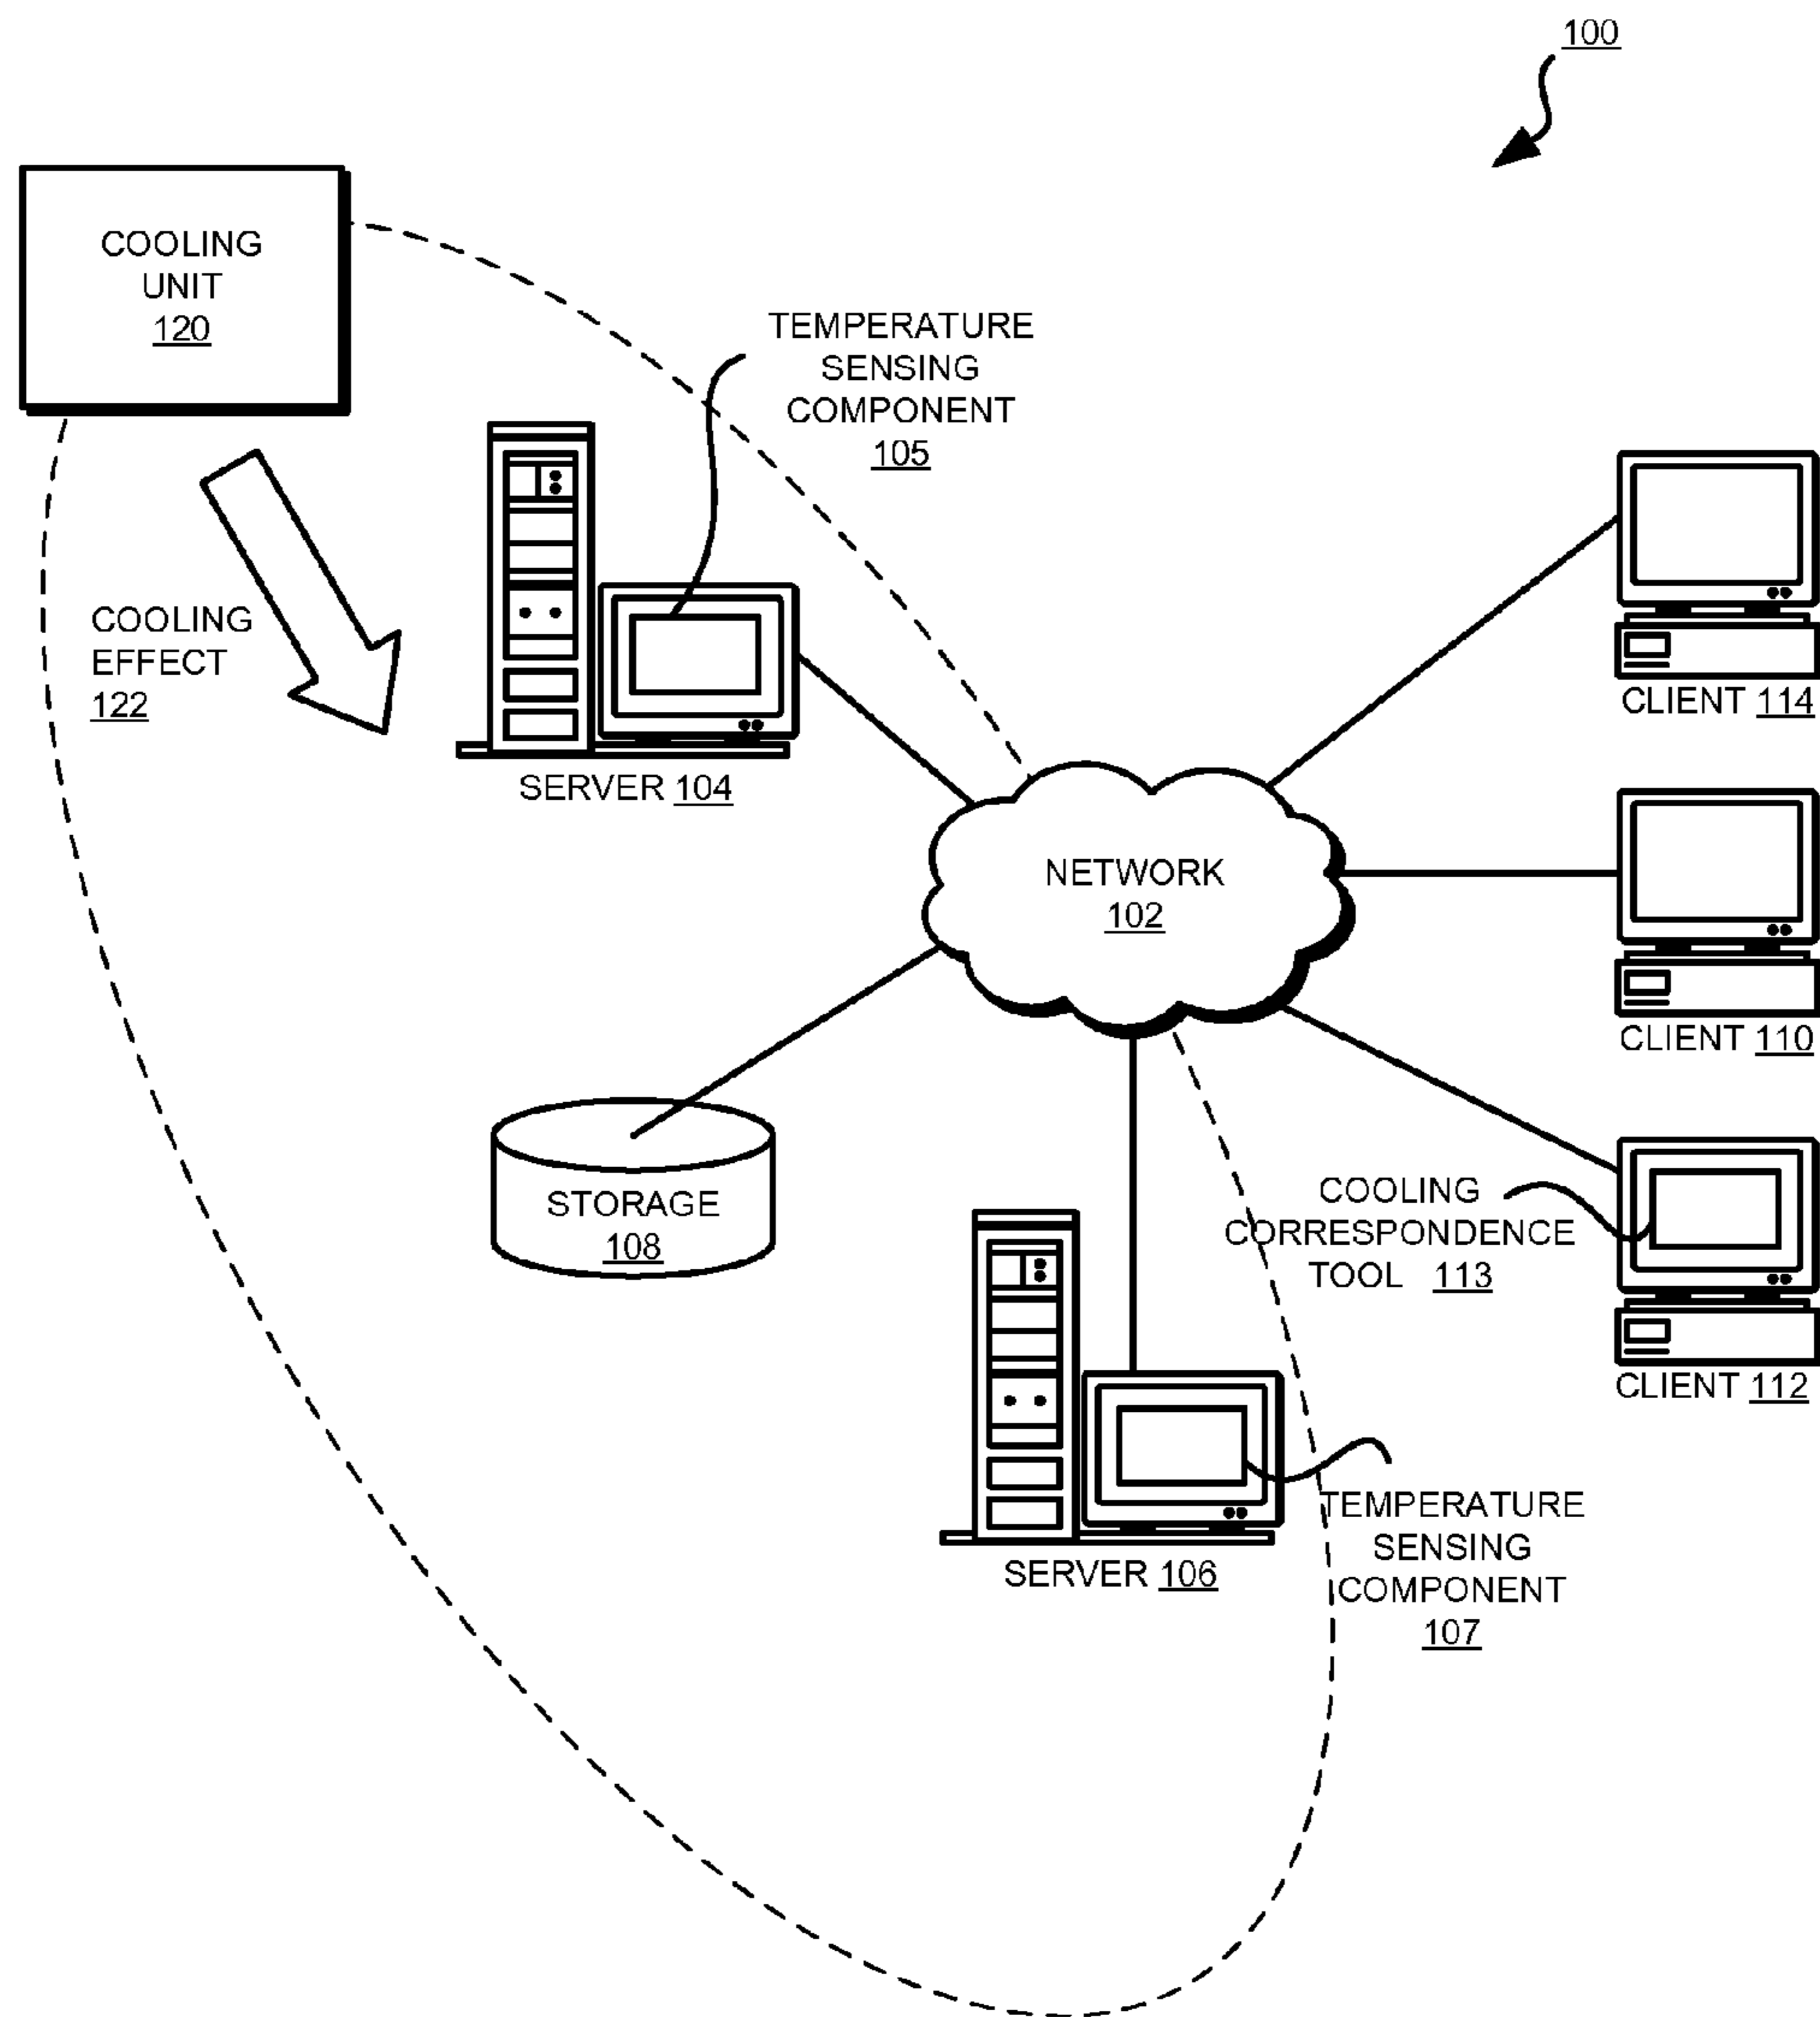 100
COOLING
UNIT
120
TEMPERATURE
SENSING
COMPONENT
105
COOLING
EFFECT
122
SERVER 104
CLIENT 114
NETWORK
102
CLIENT 110
STORAGE
108
COOLING
CORRESPONDENCE
TOOL 113
CLIENT 112
SERVER 106
TEMPERATURE
SENSING
COMPONENT
107